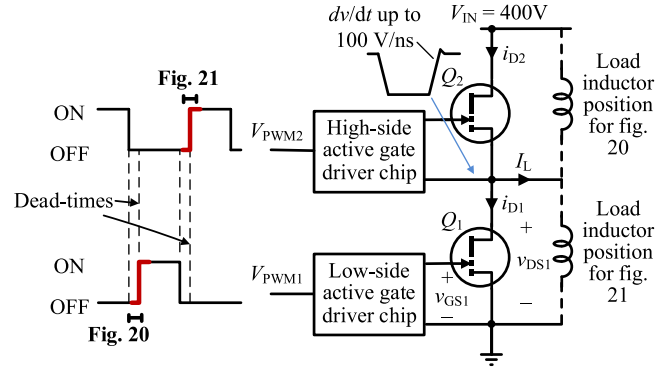 dv/dt up to
100 V/ns
VIN = 400V
iD2
Fig. 21
Q2
ON
OFF
VPWM2
High-side
active gate
driver chip
Load
inductor
position
for fig.
20
IL
Dead-times
iD1
Q1
ON
OFF
VPWM1
Low-side
active gate
driver chip
+
vGS1
−
+
vDS1
−
Load
inductor
position
for fig.
21
Fig. 20